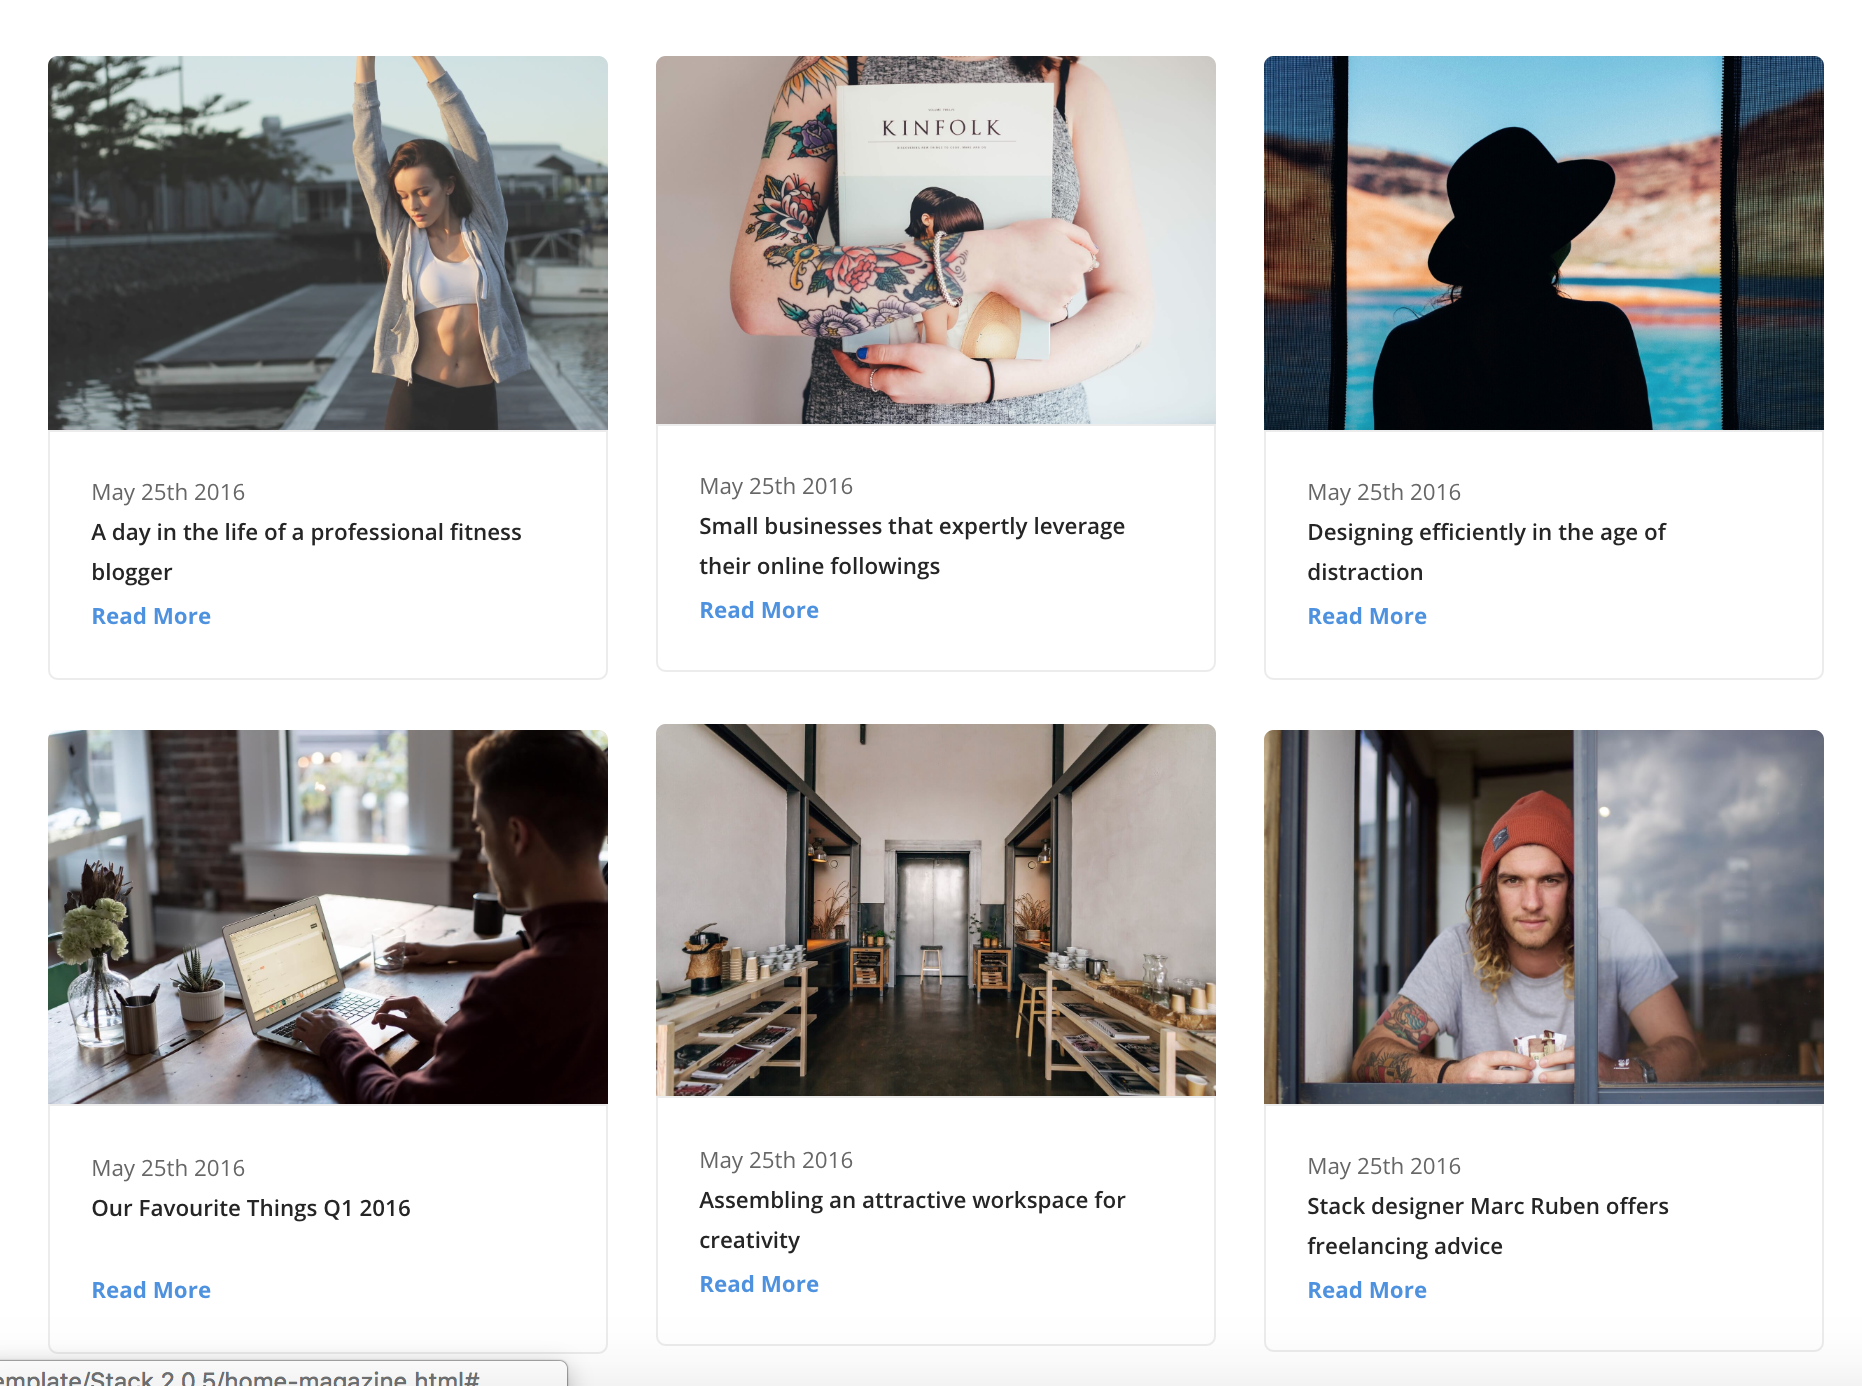 KINFOLK
May 25th 2016
A day in the life of a professional fitness
blogger
Read More
May 25th 2016
Small businesses that expertly leverage
their online followings
Read More
May 25th 2016
Designing efficiently in the age of
distraction
Read More
May 25th 2016
Our Favourite Things Q1 2016
Read More
May 25th 2016
Assembling an attractive workspace for
creativity
Read More
May 25th 2016
Stack designer Marc Ruben offers
freelancing advice
Read More
emplate/Stack 2.0.5/home-magazine.html#